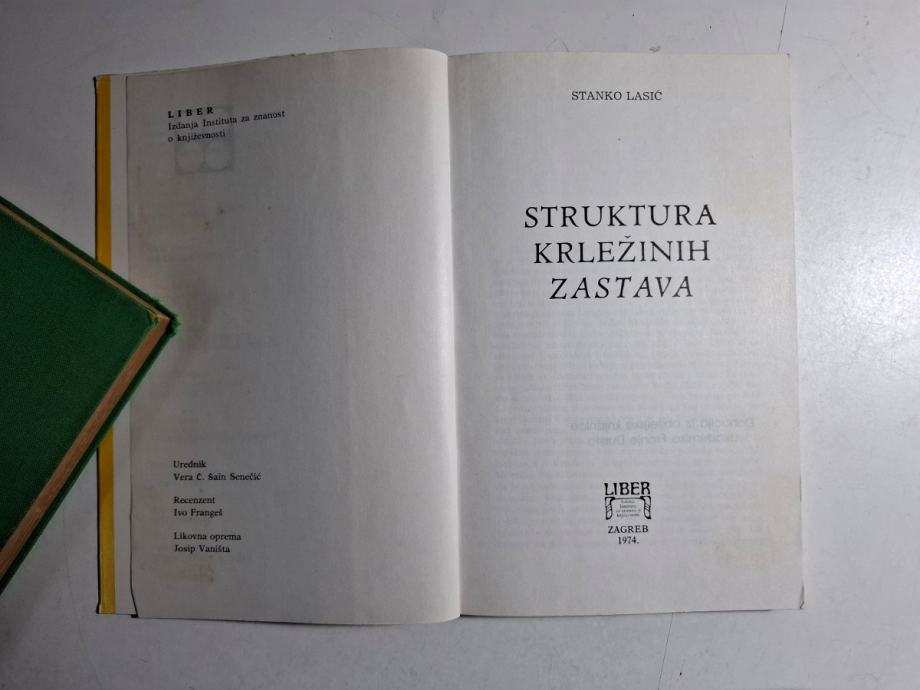 LIBER
Izdanja Instituta za znanost
o književnosti
Urednik
Vera Č. Šain Senečić
Recenzent
Ivo Frangeš
Likovna oprema
Josip Vaništa
STANKO LASIĆ
STRUKTURA
KRLEŽINIH
ZASTAVA
LIBER
ZAGREB
1974.